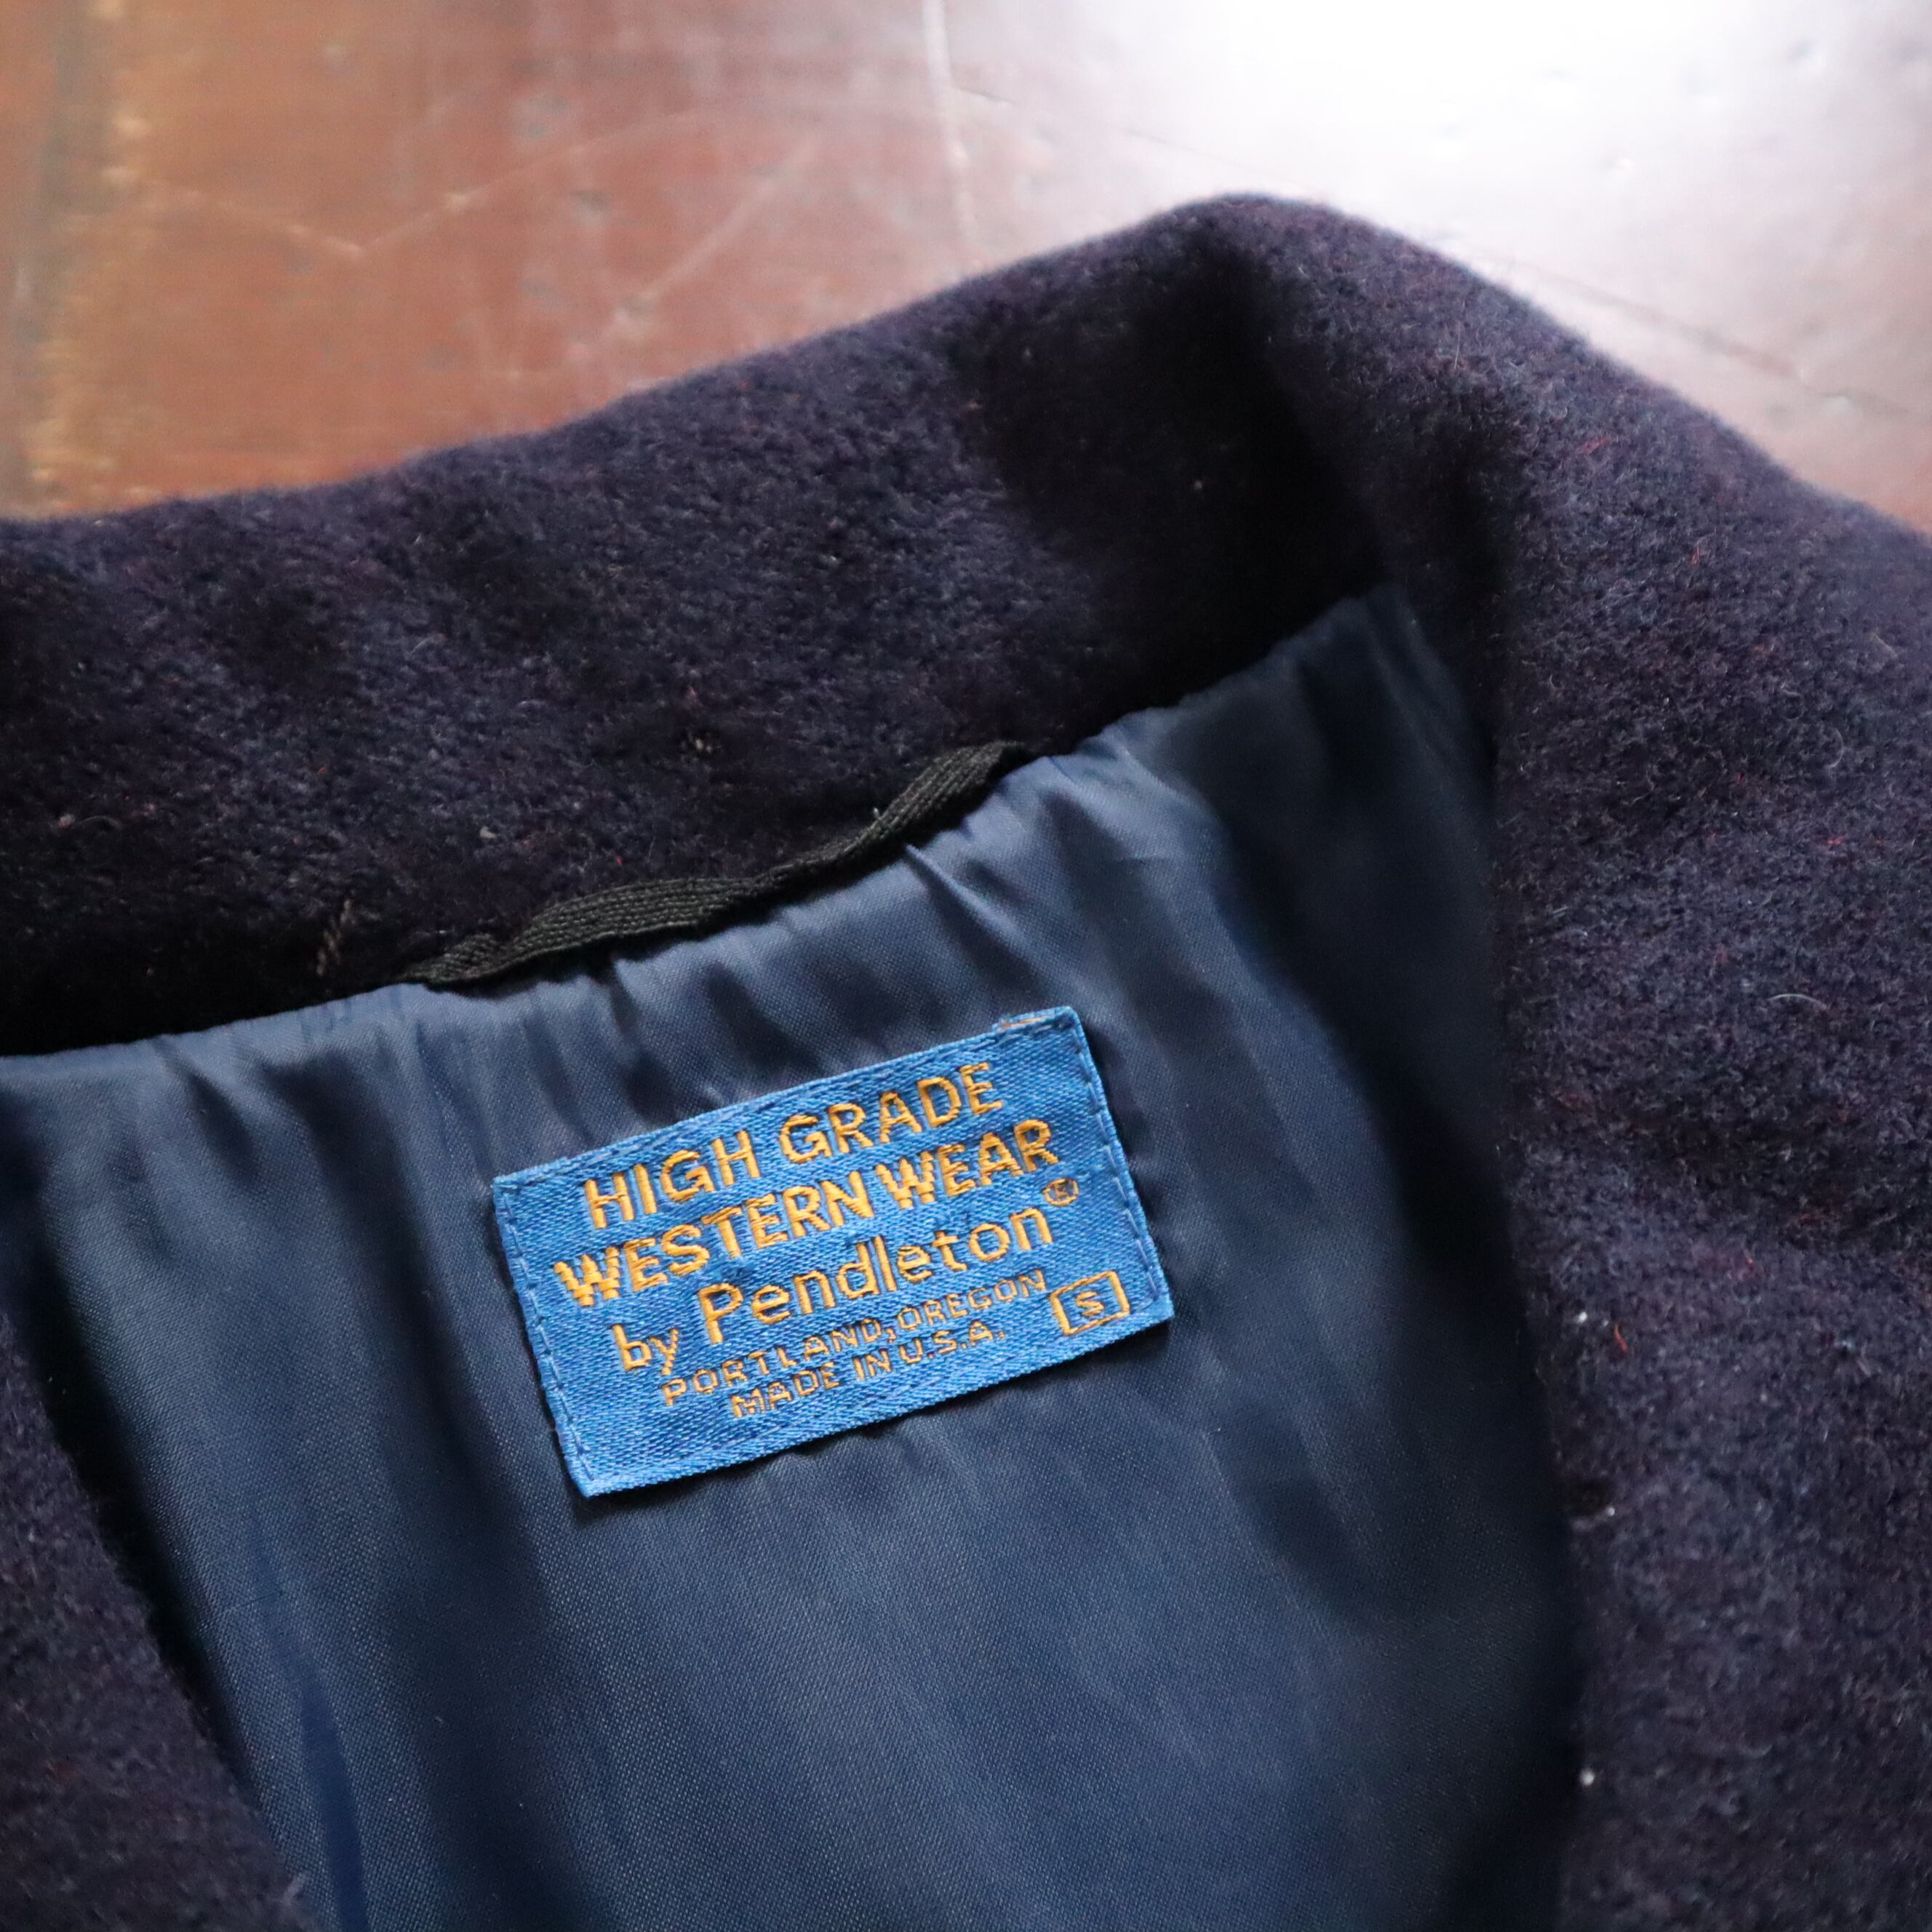 HIGH GRADE
WESTERN WEAR
by Pendleton®
PORTLAND, OREGON
MADE IN U.S.A.
S